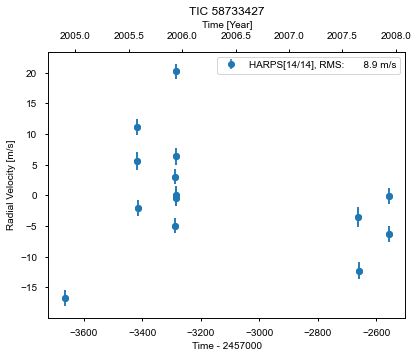 TIC 58733427
Time [Year]
2005.0 2005.5 2006.0 2006.5 2007.0 2007.5 2008.0
HARPS[14/14], RMS: 8.9 m/s
20
15
10
5
0
−5
−10
−15
Radial Velocity [m/s]
−3600 −3400 −3200 −3000 −2800 −2600
Time - 2457000